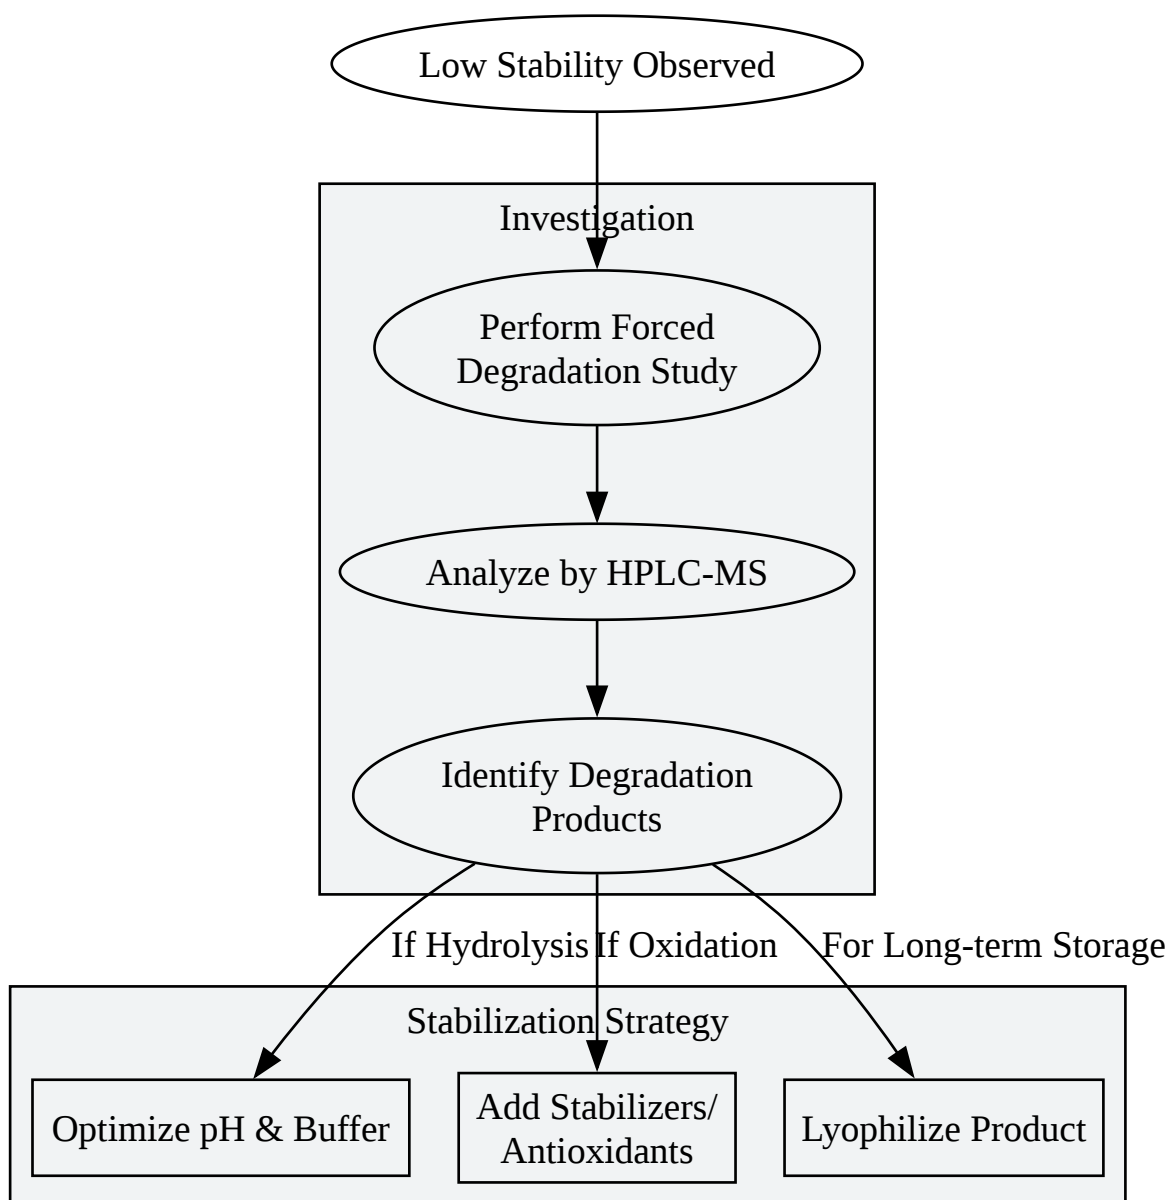 Low Stability Observed
Investigation
Perform Forced
Degradation Study
Analyze by HPLC-MS
Identify Degradation
Products
If Hydrolysis
If Oxidation
For Long-term Storage
Stabilization Strategy
Optimize pH & Buffer
Add Stabilizers/
Antioxidants
Lyophilize Product